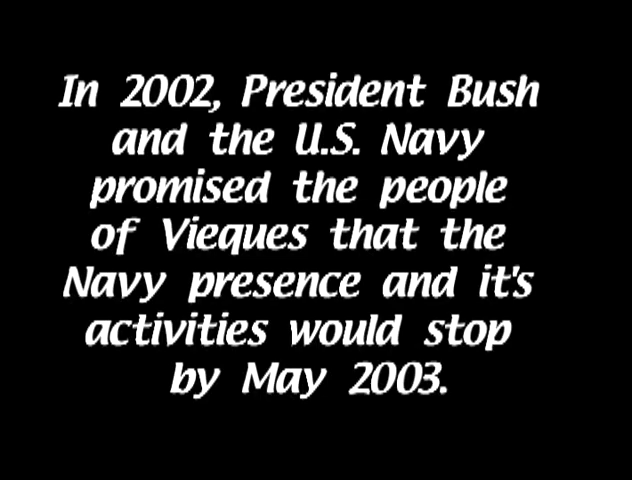 In 2002, President Bush
and the U.S. Navy
promised the people
of Vieques that the
Navy presence and it's
activities would stop
by May 2003.